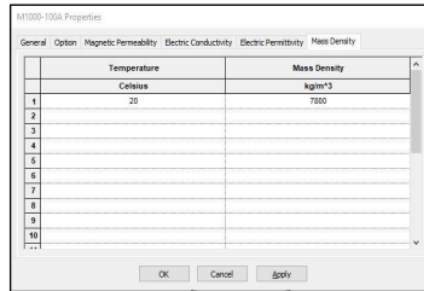 M1000-100A Properties
General Option Magnetic Permeability Electric Conductivity Electric Permittivity Mass Density
Temperature Mass Density
Celsius kg/m^3
1 20 7800
2
3
4
5
6
7
8
9
10
OK Cancel Apply